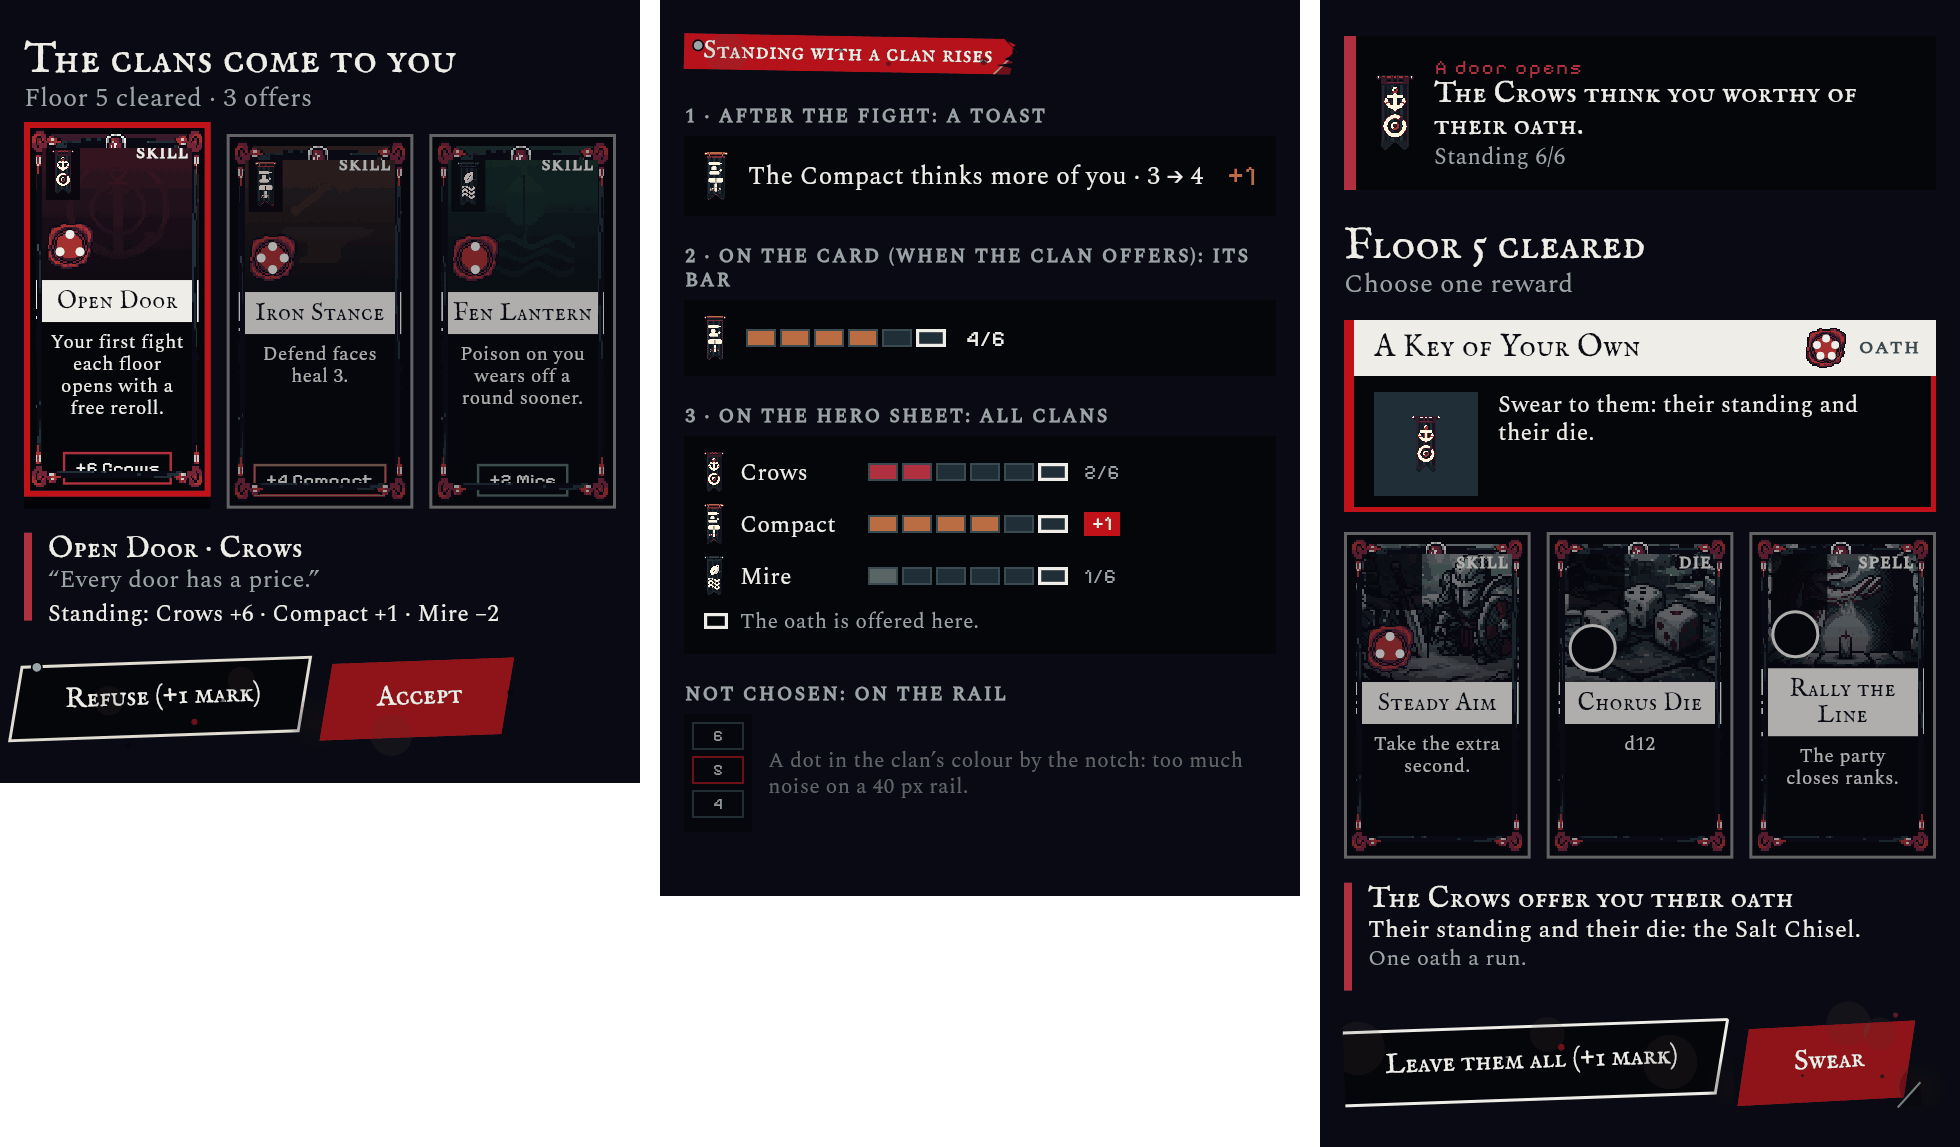 The clans come to you
Floor 5 cleared · 3 offers
SKILL
Open Door
Your first fight
each floor
opens with a
free reroll.
+6 Crows
SKILL
Iron Stance
Defend faces
heal 3.
+4 Compact
SKILL
Fen Lantern
Poison on you
wears off a
round sooner.
+2 Mire
Open Door · Crows
“Every door has a price.”
Standing: Crows +6 · Compact +1 · Mire −2
Refuse (+1 mark)
Accept
Standing with a clan rises
1 · AFTER THE FIGHT: A TOAST
The Compact thinks more of you · 3 → 4 +1
2 · ON THE CARD (WHEN THE CLAN OFFERS): ITS
BAR
4/6
3 · ON THE HERO SHEET: ALL CLANS
Crows 2/6
Compact +1
Mire 1/6
The oath is offered here.
NOT CHOSEN: ON THE RAIL
6
5
4
A dot in the clan’s colour by the notch: too much
noise on a 40 px rail.
A door opens
The Crows think you worthy of
their oath.
Standing 6/6
Floor 5 cleared
Choose one reward
A Key of Your Own
OATH
Swear to them: their standing and
their die.
SKILL
Steady Aim
Take the extra
second.
DIE
Chorus Die
d12
SPELL
Rally the
Line
The party
closes ranks.
The Crows offer you their oath
Their standing and their die: the Salt Chisel.
One oath a run.
Leave them all (+1 mark)
Swear